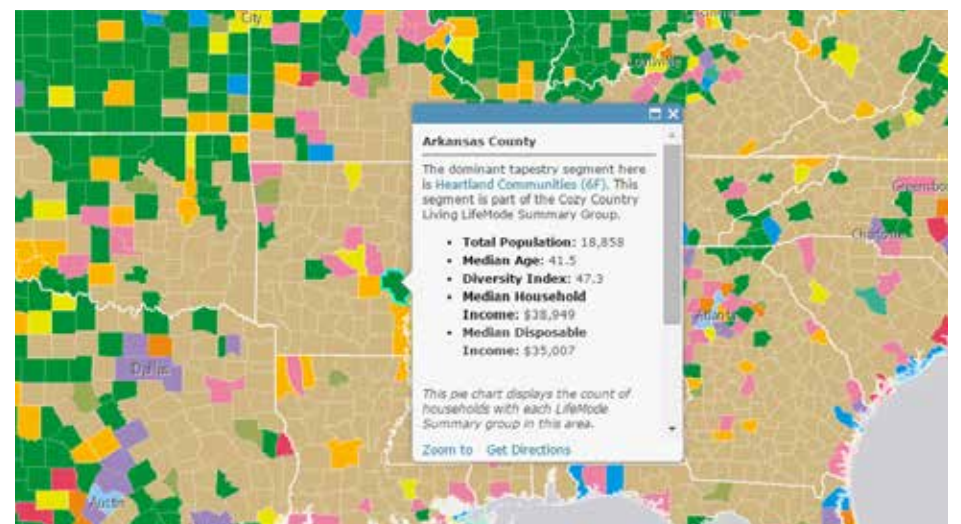 City
Louisville
Arkansas County
The dominant tapestry segment here
is Heartland Communities (6F). This
segment is part of the Cozy Country
Living LifeMode Summary Group.
• Total Population: 18,858
• Median Age: 41.5
• Diversity Index: 47.3
• Median Household
Income: $38,949
• Median Disposable
Income: $35,007
This pie chart displays the count of
households with each LifeMode
Summary group in this area.
Zoom to Get Directions
Greensbo
Charlotte
Atlanta
Dallas
Austin